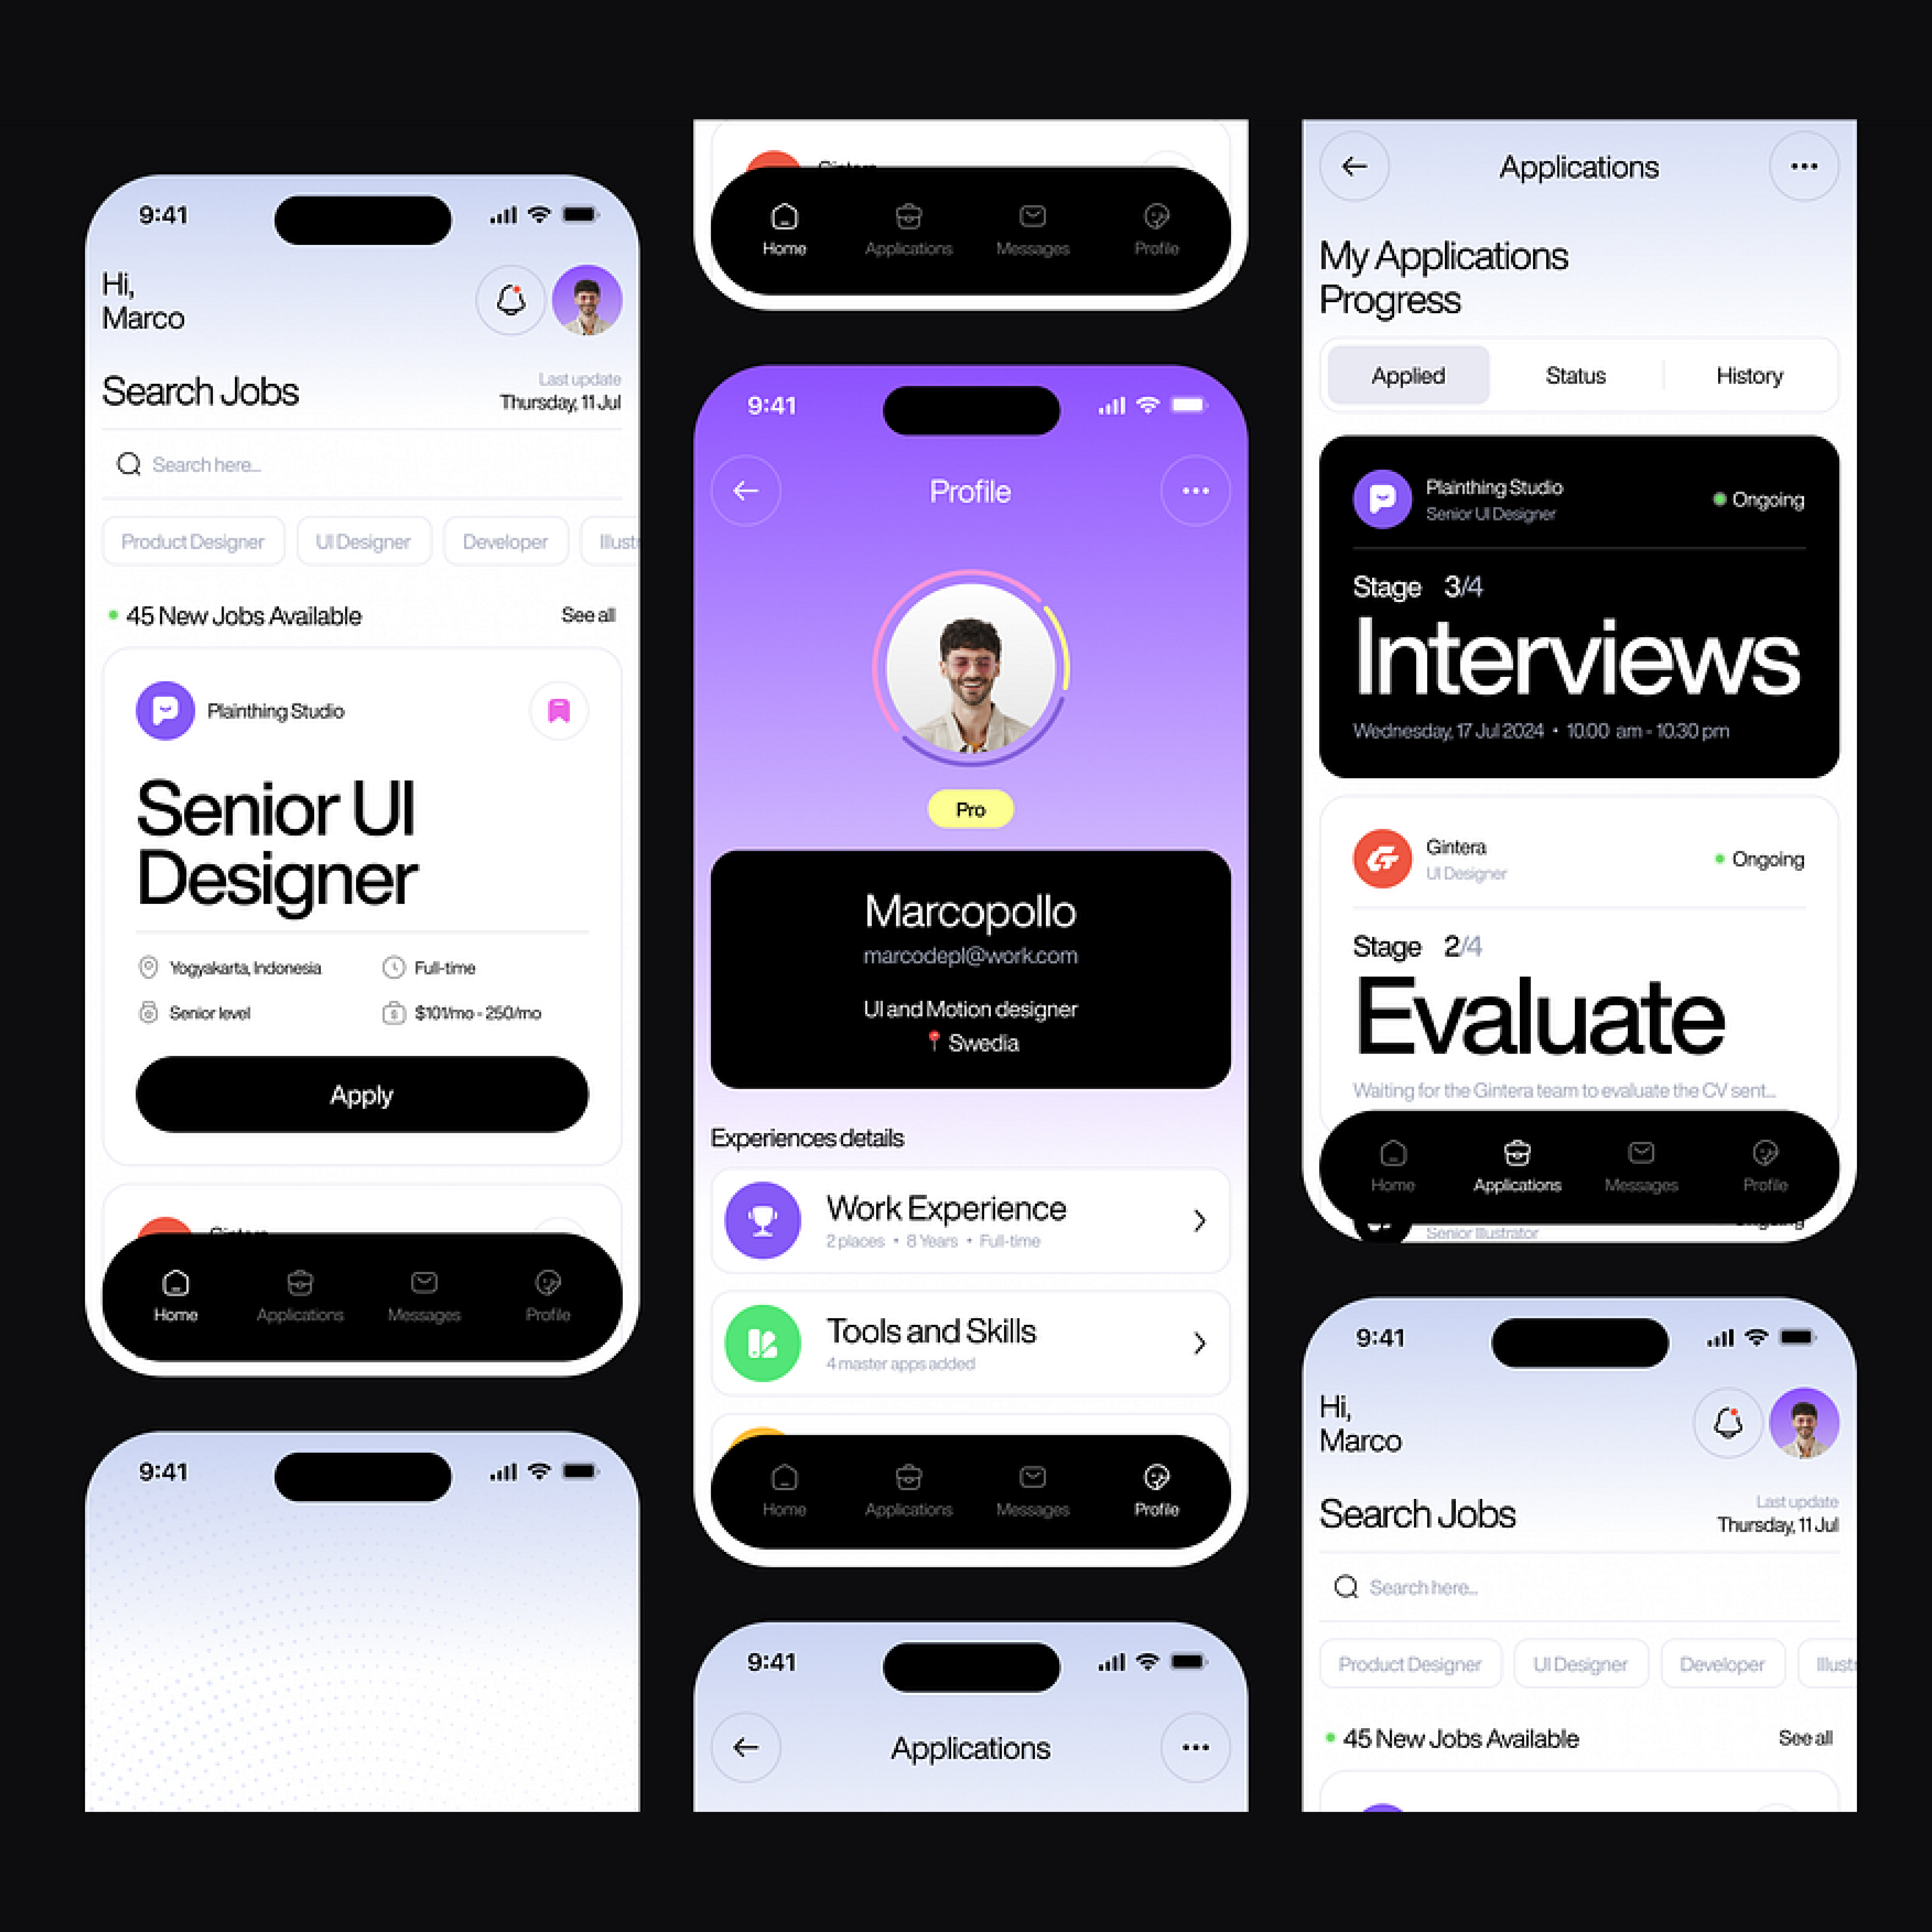 9:41
Hi,
Marco
Search Jobs
Last update
Thursday, 11 Jul
Search here...
Product Designer
UI Designer
Developer
45 New Jobs Available
See all
Plainthing Studio
Senior UI
Designer
Yogyakarta, Indonesia
Full-time
Senior level
$101/mo - 250/mo
Apply
Gintera
Home
Applications
Messages
Profile
9:41
Gintera
Home
Applications
Messages
Profile
9:41
Profile
Pro
Marcopollo
marcodepl@work.com
UI and Motion designer
📍 Swedia
Experiences details
Work Experience
2 places • 8 Years • Full-time
Tools and Skills
4 master apps added
Home
Applications
Messages
Profile
9:41
Applications
Applications
My Applications
Progress
Applied
Status
History
Plainthing Studio
Senior UI Designer
Ongoing
Stage 3/4
Interviews
Wednesday, 17 Jul 2024 • 10.00 am - 10.30 pm
Gintera
UI Designer
Ongoing
Stage 2/4
Evaluate
Waiting for the Gintera team to evaluate the CV sent...
Home
Applications
Messages
Profile
Senior Illustrator
Ongoing
9:41
Hi,
Marco
Search Jobs
Last update
Thursday, 11 Jul
Search here...
Product Designer
UI Designer
Developer
45 New Jobs Available
See all